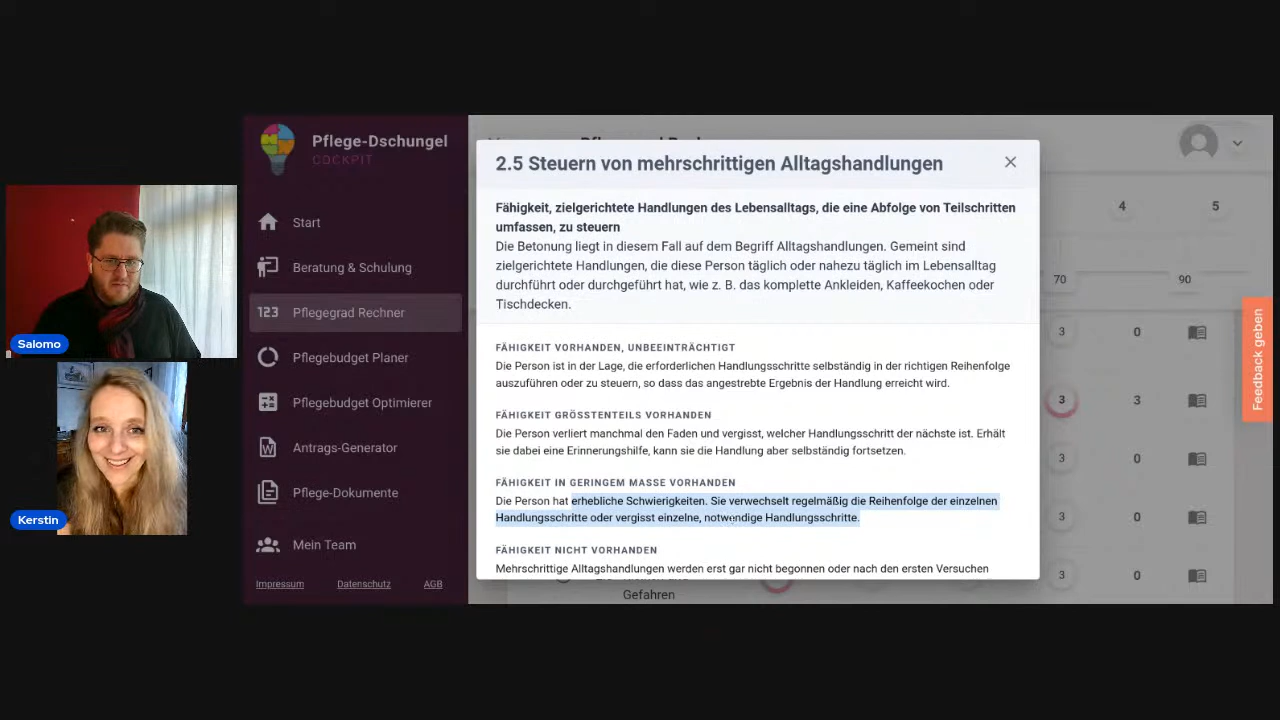 Salomo
Kerstin
Pflege-Dschungel
COCKPIT
Start
Beratung & Schulung
123 Pflegegrad Rechner
Pflegebudget Planer
Pflegebudget Optimierer
Antrags-Generator
Pflege-Dokumente
Mein Team
Impressum Datenschutz AGB
2.5 Steuern von mehrschrittigen Alltagshandlungen
Fähigkeit, zielgerichtete Handlungen des Lebensalltags, die eine Abfolge von Teilschritten
umfassen, zu steuern
Die Betonung liegt in diesem Fall auf dem Begriff Alltagshandlungen. Gemeint sind
zielgerichtete Handlungen, die diese Person täglich oder nahezu täglich im Lebensalltag
durchführt oder durchgeführt hat, wie z. B. das komplette Ankleiden, Kaffeekochen oder
Tischdecken.
FÄHIGKEIT VORHANDEN, UNBEEINTRÄCHTIGT
Die Person ist in der Lage, die erforderlichen Handlungsschritte selbständig in der richtigen Reihenfolge
auszuführen oder zu steuern, so dass das angestrebte Ergebnis der Handlung erreicht wird.
FÄHIGKEIT GRÖSSTENTEILS VORHANDEN
Die Person verliert manchmal den Faden und vergisst, welcher Handlungsschritt der nächste ist. Erhält
sie dabei eine Erinnerungshilfe, kann sie die Handlung aber selbständig fortsetzen.
FÄHIGKEIT IN GERINGEM MASSE VORHANDEN
Die Person hat erhebliche Schwierigkeiten. Sie verwechselt regelmäßig die Reihenfolge der einzelnen
Handlungsschritte oder vergisst einzelne, notwendige Handlungsschritte.
FÄHIGKEIT NICHT VORHANDEN
Mehrschrittige Alltagshandlungen werden erst gar nicht begonnen oder nach den ersten Versuchen
Gefahren
4 5
70 90
3 0
3 3
3 0
3 0
3 0
Feedback geben